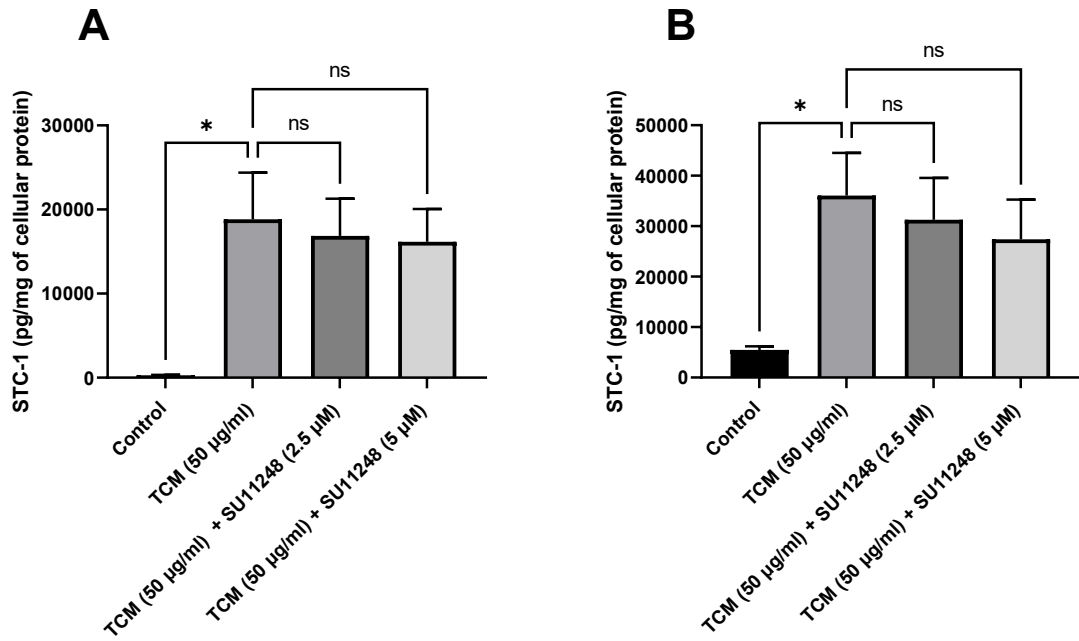 A
STC-1 (pg/mg of cellular protein)
ns
* ns
30000
20000
10000
0
Control
TCM (50 µg/ml)
TCM (50 µg/ml) + SU11248 (2.5 µM)
TCM (50 µg/ml) + SU11248 (5 µM)
B
STC-1 (pg/mg of cellular protein)
ns
* ns
50000
40000
30000
20000
10000
0
Control
TCM (50 µg/ml)
TCM (50 µg/ml) + SU11248 (2.5 µM)
TCM (50 µg/ml) + SU11248 (5 µM)